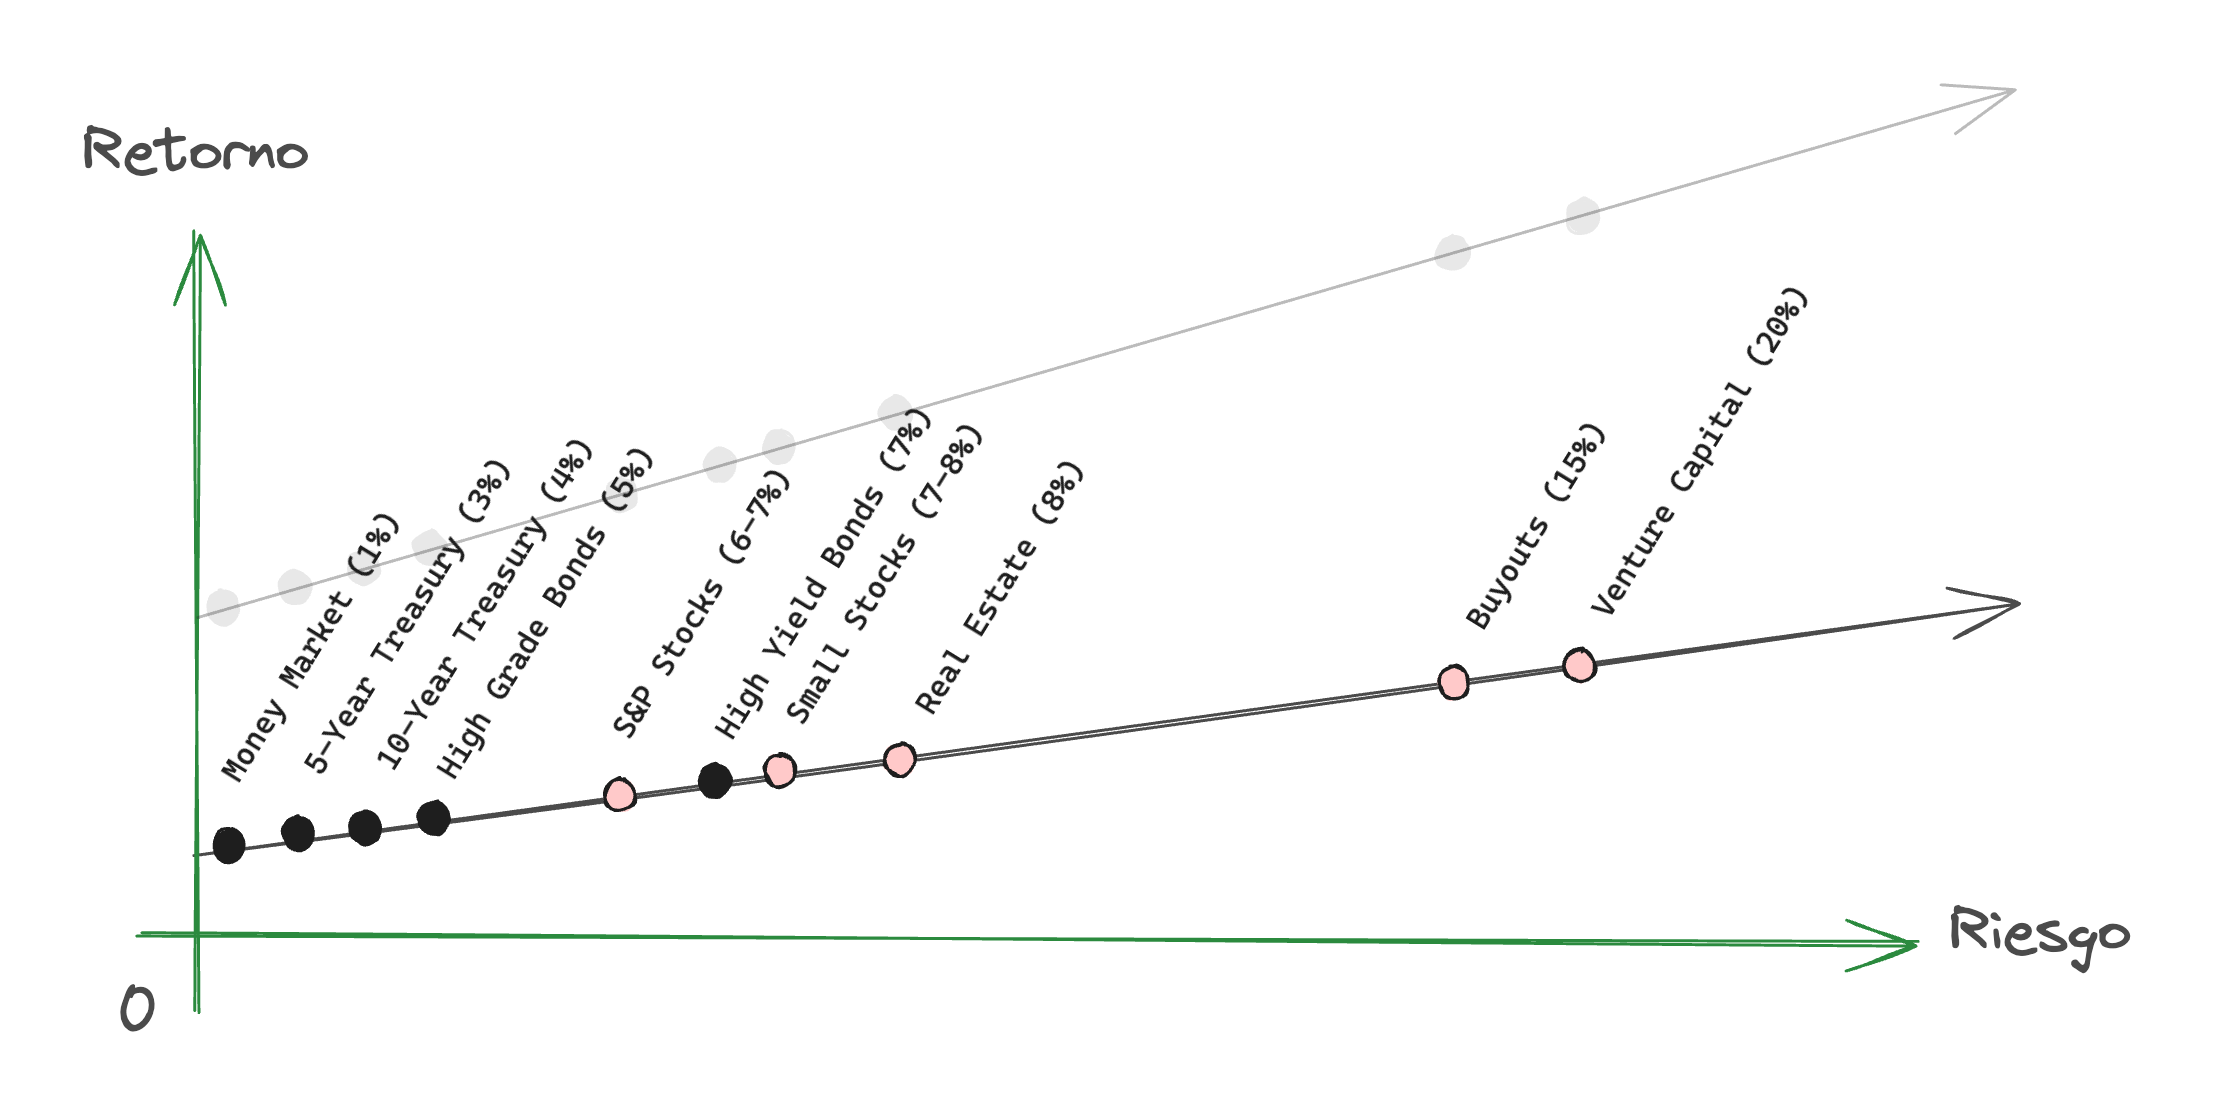 Retorno
Money Market (1%)
5-Year Treasury (3%)
10-Year Treasury (4%)
High Grade Bonds (5%)
S&P Stocks (6-7%)
High Yield Bonds (7%)
Small Stocks (7-8%)
Real Estate (8%)
Buyouts (15%)
Venture Capital (20%)
Riesgo
0